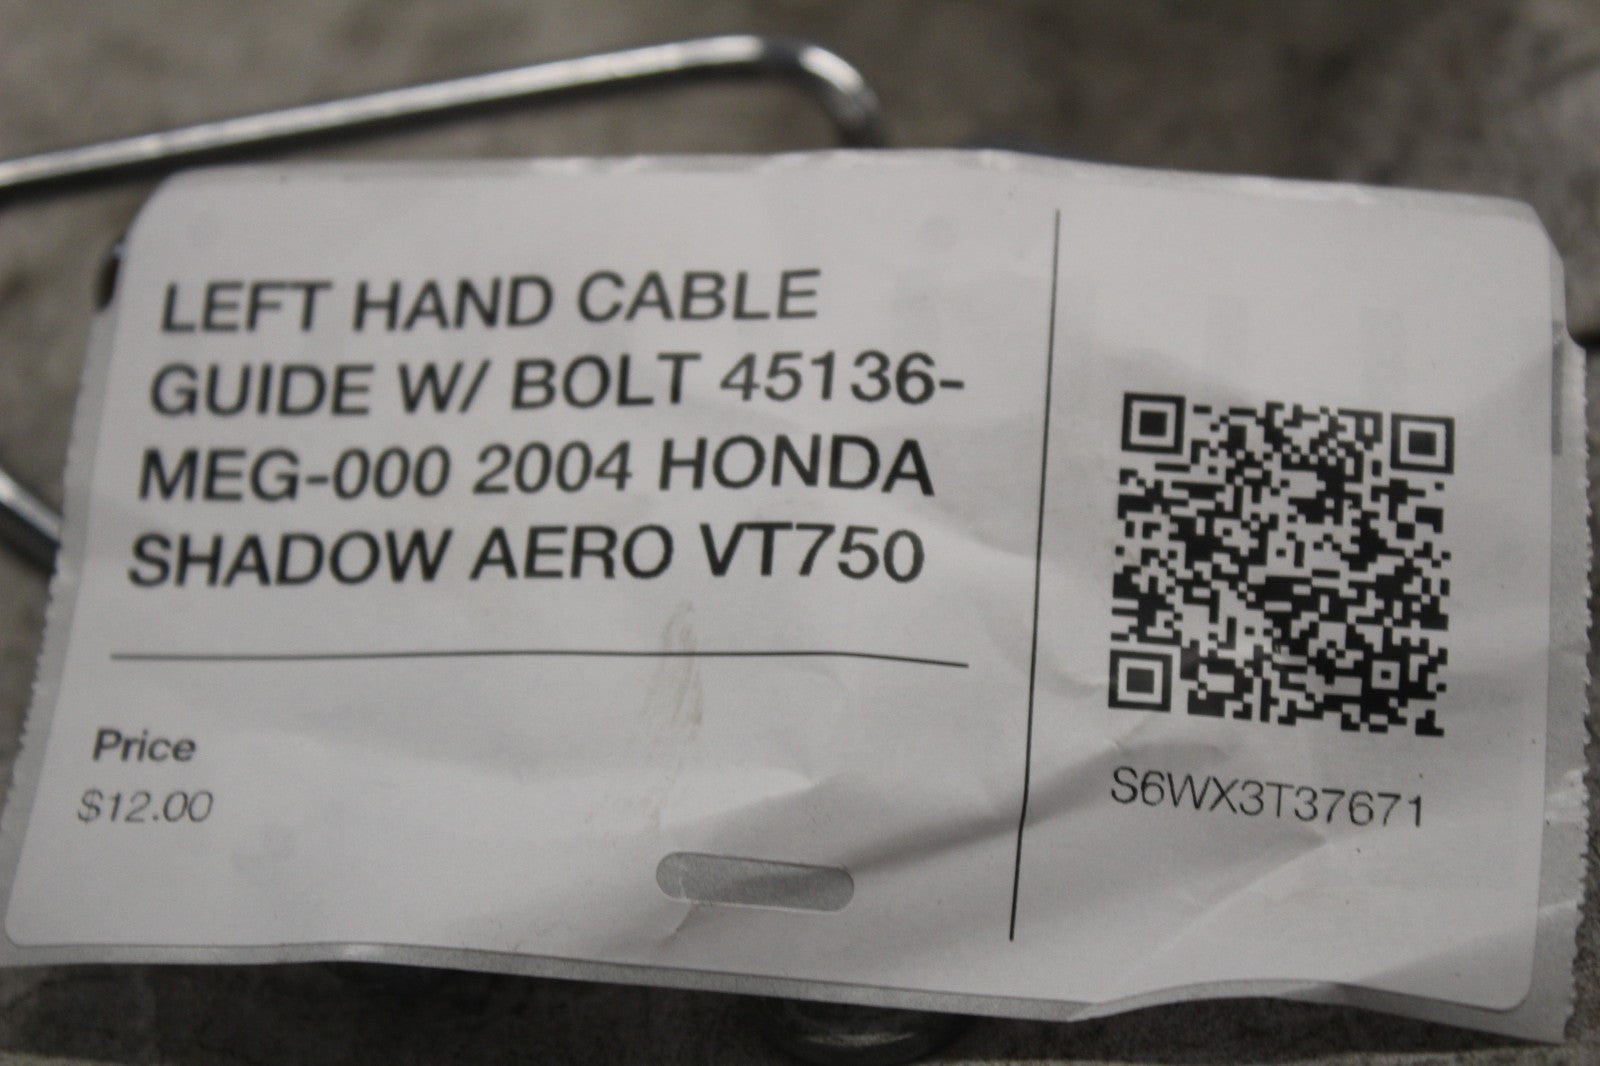 LEFT HAND CABLE
GUIDE W/ BOLT 45136-
MEG-000 2004 HONDA
SHADOW AERO VT750
Price
$12.00
S6WX3T37671